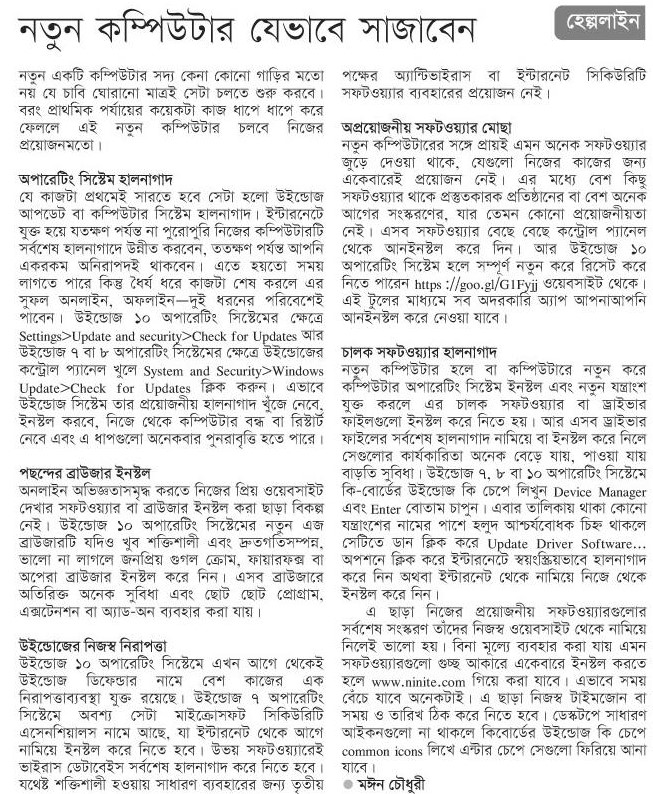 নতুন কম্পিউটার যেভাবে সাজাবেন
হেল্পলাইন
নতুন একটি কম্পিউটার সদ্য কেনা কোনো গাড়ির মতো
নয় যে চাবি ঘোরানো মাত্রই সেটা চলতে শুরু করবে।
বরং প্রাথমিক পর্যায়ের কয়েকটা কাজ ধাপে ধাপে করে
ফেললে এই নতুন কম্পিউটার চলবে নিজের
প্রয়োজনমতো।
অপারেটিং সিস্টেম হালনাগাদ
যে কাজটা প্রথমেই সারতে হবে সেটা হলো উইন্ডোজ
আপডেট বা কম্পিউটার সিস্টেম হালনাগাদ। ইন্টারনেটে
যুক্ত হয়ে যতক্ষণ পর্যন্ত না পুরোপুরি নিজের কম্পিউটারটি
সর্বশেষ হালনাগাদে উন্নীত করবেন, ততক্ষণ পর্যন্ত আপনি
একরকম অনিরাপদই থাকবেন। এতে হয়তো সময়
লাগতে পারে কিন্তু ধৈর্য ধরে কাজটা শেষ করলে এর
সুফল অনলাইন, অফলাইন—দুই ধরনের পরিবেশেই
পাবেন। উইন্ডোজ ১০ অপারেটিং সিস্টেমের ক্ষেত্রে
Settings>Update and security>Check for Updates আর
উইন্ডোজ ৭ বা ৮ অপারেটিং সিস্টেমের ক্ষেত্রে উইন্ডোজের
কন্ট্রোল প্যানেল খুলে System and Security>Windows
Update>Check for Updates ক্লিক করুন। এভাবে
উইন্ডোজ সিস্টেম তার প্রয়োজনীয় হালনাগাদ খুঁজে নেবে,
ইনস্টল করবে, নিজে থেকে কম্পিউটার বন্ধ বা রিস্টার্ট
নেবে এবং এ ধাপগুলো অনেকবার পুনরাবৃত্তি হতে পারে।
পছন্দের ব্রাউজার ইনস্টল
অনলাইন অভিজ্ঞতাসমৃদ্ধ করতে নিজের প্রিয় ওয়েবসাইট
দেখার সফটওয়্যার বা ব্রাউজার ইনস্টল করা ছাড়া বিকল্প
নেই। উইন্ডোজ ১০ অপারেটিং সিস্টেমের নতুন এজ
ব্রাউজারটি যদিও খুব শক্তিশালী এবং দ্রুতগতিসম্পন্ন,
ভালো না লাগলে জনপ্রিয় গুগল ক্রোম, ফায়ারফক্স বা
অপেরা ব্রাউজার ইনস্টল করে নিন। এসব ব্রাউজারে
অতিরিক্ত অনেক সুবিধা এবং ছোট ছোট প্রোগ্রাম,
এক্সটেনশন বা অ্যাড-অন ব্যবহার করা যায়।
উইন্ডোজের নিজস্ব নিরাপত্তা
উইন্ডোজ ১০ অপারেটিং সিস্টেমে এখন আগে থেকেই
উইন্ডোজ ডিফেন্ডার নামে বেশ কাজের এক
নিরাপত্তাব্যবস্থা যুক্ত রয়েছে। উইন্ডোজ ৭ অপারেটিং
সিস্টেমে অবশ্য সেটা মাইক্রোসফট সিকিউরিটি
এসেনশিয়ালস নামে আছে, যা ইন্টারনেট থেকে আগে
নামিয়ে ইনস্টল করে নিতে হবে। উভয় সফটওয়্যারেই
ভাইরাস ডেটাবেইস সর্বশেষ হালনাগাদ করে নিতে হবে।
যথেষ্ট শক্তিশালী হওয়ায় সাধারণ ব্যবহারের জন্য তৃতীয়
পক্ষের অ্যান্টিভাইরাস বা ইন্টারনেট সিকিউরিটি
সফটওয়্যার ব্যবহারের প্রয়োজন নেই।
অপ্রয়োজনীয় সফটওয়্যার মোছা
নতুন কম্পিউটারের সঙ্গে প্রায়ই এমন অনেক সফটওয়্যার
জুড়ে দেওয়া থাকে, যেগুলো নিজের কাজের জন্য
একেবারেই প্রয়োজন নেই। এর মধ্যে বেশ কিছু
সফটওয়্যার থাকে প্রস্তুতকারক প্রতিষ্ঠানের বা বেশ অনেক
আগের সংস্করণের, যার তেমন কোনো প্রয়োজনীয়তা
নেই। এসব সফটওয়্যার বেছে বেছে কন্ট্রোল প্যানেল
থেকে আনইনস্টল করে দিন। আর উইন্ডোজ ১০
অপারেটিং সিস্টেম হলে সম্পূর্ণ নতুন করে রিসেট করে
নিতে পারেন https ://goo.gl/G1Fyjj ওয়েবসাইট থেকে।
এই টুলের মাধ্যমে সব অদরকারি অ্যাপ আপনাআপনি
আনইনস্টল করে নেওয়া যাবে।
চালক সফটওয়্যার হালনাগাদ
নতুন কম্পিউটার হলে বা কম্পিউটারে নতুন করে
কম্পিউটার অপারেটিং সিস্টেম ইনস্টল এবং নতুন যন্ত্রাংশ
যুক্ত করলে এর চালক সফটওয়্যার বা ড্রাইভার
ফাইলগুলো ইনস্টল করে নিতে হয়। আর এসব ড্রাইভার
ফাইলের সর্বশেষ হালনাগাদ নামিয়ে বা ইনস্টল করে নিলে
সেগুলোর কার্যকারিতা অনেক বেড়ে যায়, পাওয়া যায়
বাড়তি সুবিধা। উইন্ডোজ ৭, ৮ বা ১০ অপারেটিং সিস্টেমে
কি-বোর্ডের উইন্ডোজ কি চেপে লিখুন Device Manager
এবং Enter বোতাম চাপুন। এবার তালিকায় থাকা কোনো
যন্ত্রাংশের নামের পাশে হলুদ আশ্চর্যবোধক চিহ্ন থাকলে
সেটিতে ডান ক্লিক করে Update Driver Software...
অপশনে ক্লিক করে ইন্টারনেটে স্বয়ংক্রিয়ভাবে হালনাগাদ
করে নিন অথবা ইন্টারনেট থেকে নামিয়ে নিজে থেকে
ইনস্টল করে নিন।
এ ছাড়া নিজের প্রয়োজনীয় সফটওয়্যারগুলোর
সর্বশেষ সংস্করণ তাঁদের নিজস্ব ওয়েবসাইট থেকে নামিয়ে
নিলেই ভালো হয়। বিনা মূল্যে ব্যবহার করা যায় এমন
সফটওয়্যারগুলো গুচ্ছ আকারে একেবারে ইনস্টল করতে
হলে www.ninite.com গিয়ে করা যাবে। এভাবে সময়
বেঁচে যাবে অনেকটাই। এ ছাড়া নিজস্ব টাইমজোন বা
সময় ও তারিখ ঠিক করে নিতে হবে। ডেস্কটপে সাধারণ
আইকনগুলো না থাকলে কিবোর্ডের উইন্ডোজ কি চেপে
common icons লিখে এন্টার চেপে সেগুলো ফিরিয়ে আনা
যাবে।
● মঈন চৌধুরী